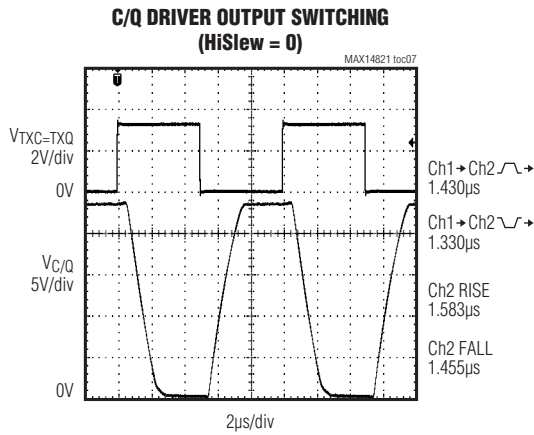 C/Q DRIVER OUTPUT SWITCHING
(HiSlew = 0)
MAX14821 toc07
T
VTXC=TXQ
2V/div
0V
Ch1→Ch2 →
1.430µs
Ch1→Ch2 →
1.330µs
VC/Q
5V/div
Ch2 RISE
1.583µs
Ch2 FALL
1.455µs
0V
2µs/div